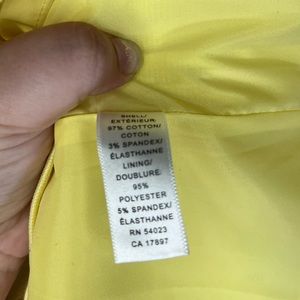 SHELL/
EXTÉRIEUR:
97% COTTON/
COTON
3% SPANDEX/
ÉLASTHANNE
LINING/
DOUBLURE:
95%
POLYESTER
5% SPANDEX/
ÉLASTHANNE
RN 54023
CA 17897